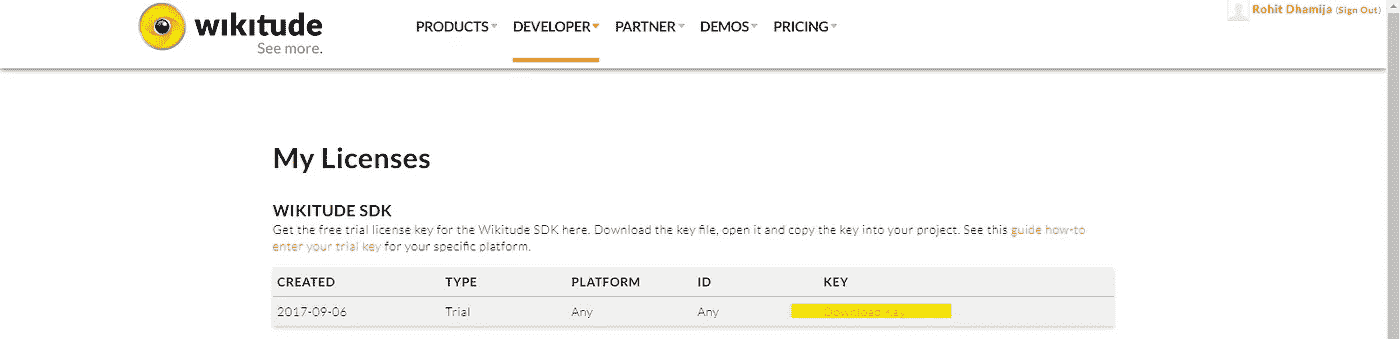 wikitude
See more.
PRODUCTS DEVELOPER PARTNER DEMOS PRICING
Rohit Dhamija (Sign Out)
My Licenses
WIKITUDE SDK
Get the free trial license key for the Wikitude SDK here. Download the key file, open it and copy the key into your project. See this guide how-to
enter your trial key for your specific platform.
CREATED TYPE PLATFORM ID KEY
2017-09-06 Trial Any Any Download Key